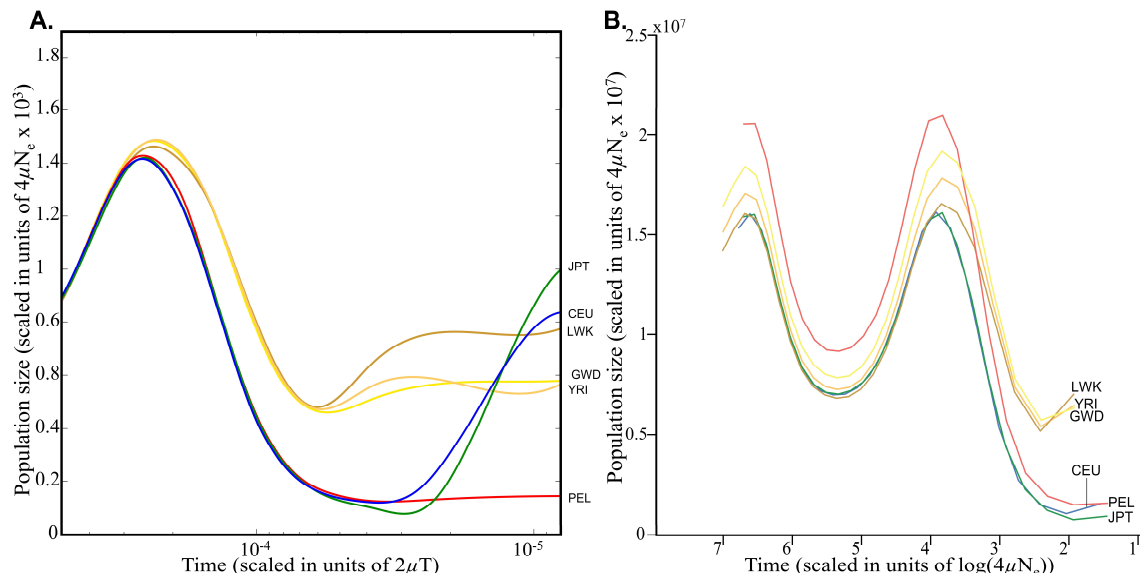 A.
Population size (scaled in units of 4μNe x 10³)
1.8
1.6
1.4
1.2
1
0.6
0.8
0.4
0.2
0
10-4
10-5
Time (scaled in units of 2μT)
JPT
CEU
LWK
GWD
YRI
PEL
B.
x10⁷
Population size (scaled in units of 4μNe x 10⁷)
2.5
2
1.5
1
0.5
0
7
6
5
4
3
2
1
Time (scaled in units of log(4μNe))
LWK
YRI
GWD
CEU
PEL
JPT